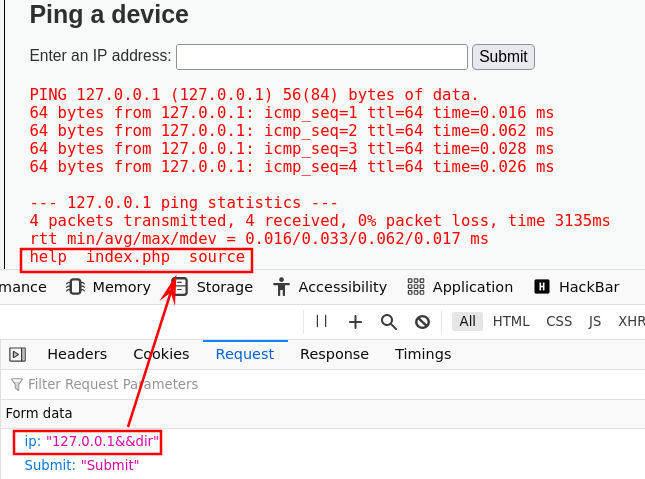 Ping a device
Enter an IP address: Submit
PING 127.0.0.1 (127.0.0.1) 56(84) bytes of data.
64 bytes from 127.0.0.1: icmp_seq=1 ttl=64 time=0.016 ms
64 bytes from 127.0.0.1: icmp_seq=2 ttl=64 time=0.062 ms
64 bytes from 127.0.0.1: icmp_seq=3 ttl=64 time=0.028 ms
64 bytes from 127.0.0.1: icmp_seq=4 ttl=64 time=0.026 ms
--- 127.0.0.1 ping statistics ---
4 packets transmitted, 4 received, 0% packet loss, time 3135ms
rtt min/avg/max/mdev = 0.016/0.033/0.062/0.017 ms
help index.php source
mance Memory Storage Accessibility Application H HackBar
All HTML CSS JS XHR
Headers Cookies Request Response Timings
Filter Request Parameters
Form data
ip: "127.0.0.1&&dir"
Submit: "Submit"